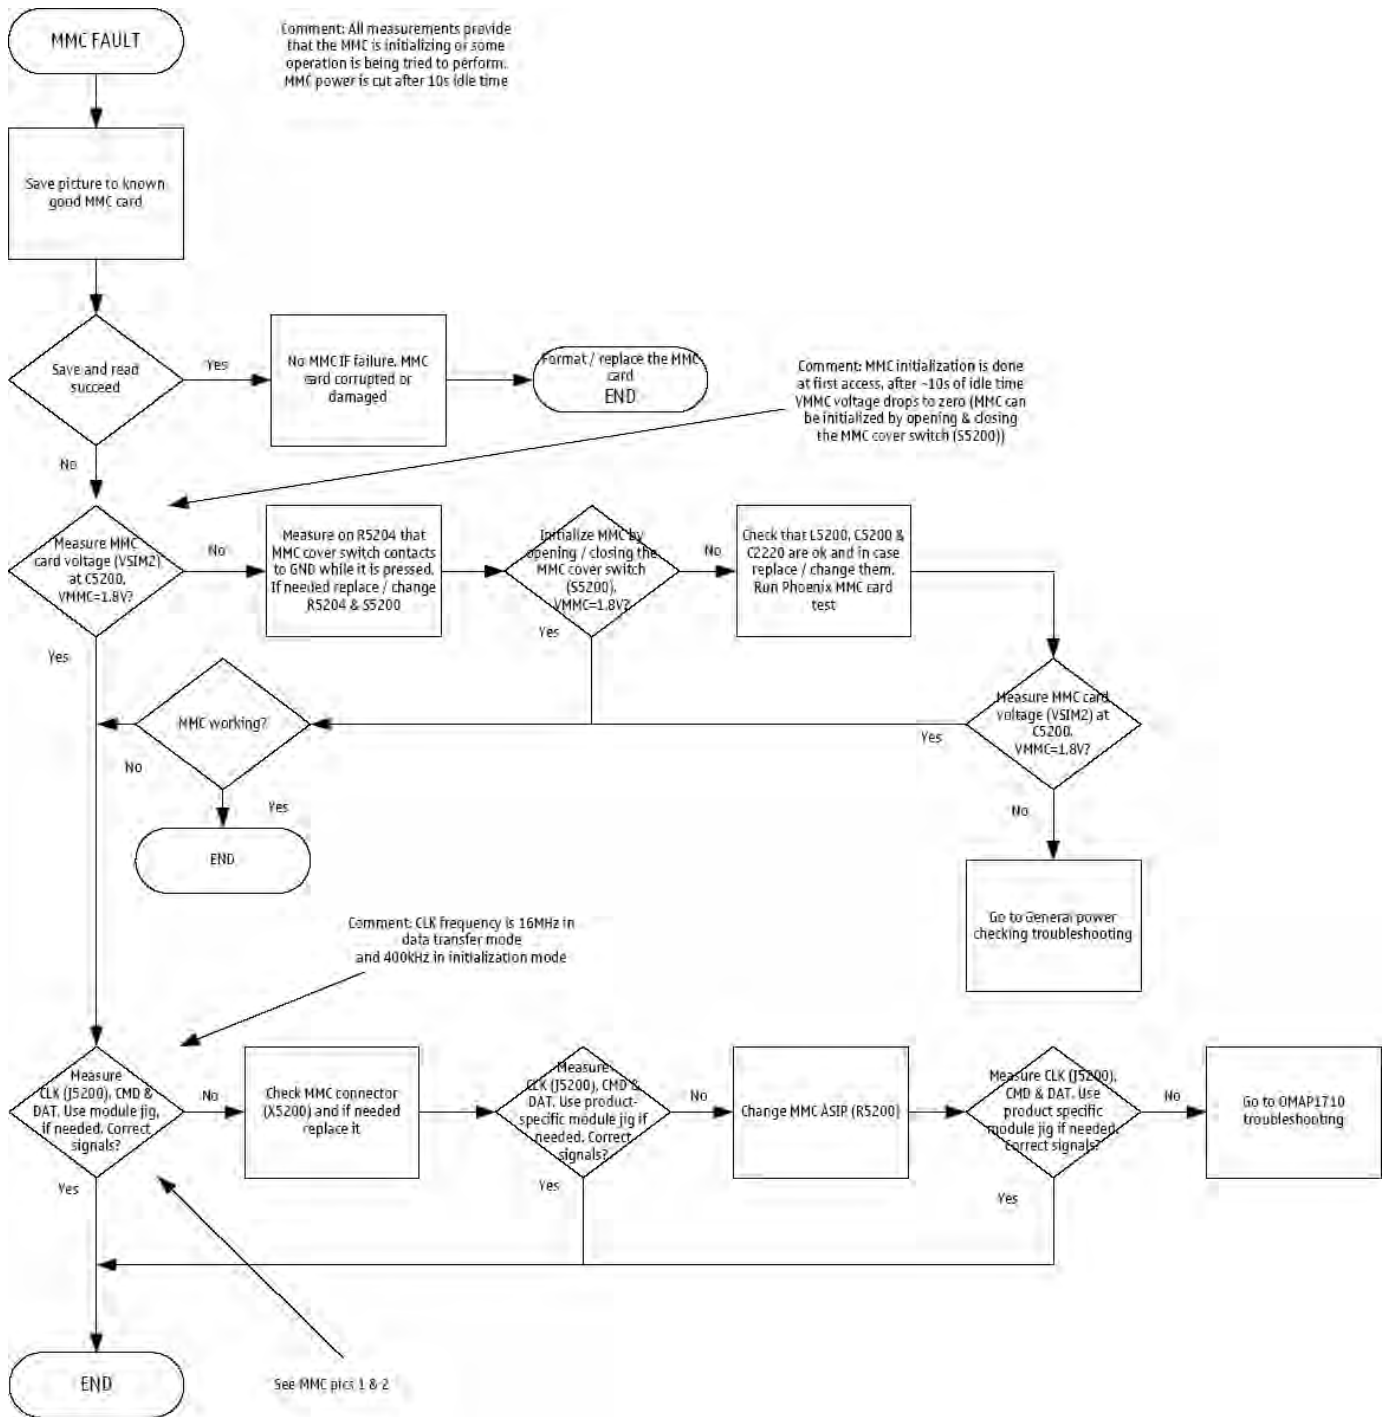 MMC FAULT
Comment: All measurements provide
that the MMC is initializing or some
operation is being tried to perform.
MMC power is cut after 10s idle time
Save picture to known
good MMC card
Save and read
succeed
Yes
No MMC IF failure. MMC
card corrupted or
damaged
Format / replace the MMC
card
END
Comment: MMC initialization is done
at first access, after ~10s of idle time
VMMC voltage drops to zero (MMC can
be initialized by opening & closing
the MMC cover switch (S5200))
No
Measure MMC
card voltage (VSIM2)
at C5200,
VMMC=1.8V?
No
Measure on R5204 that
MMC cover switch contacts
to GND while it is pressed.
If needed replace / change
R5204 & S5200
Initialize MMC by
opening / closing the
MMC cover switch
(S5200),
VMMC=1.8V?
No
Check that L5200, C5200 &
C2220 are ok and in case
replace / change them.
Run Phoenix MMC card
test
Yes
Yes
MMC working?
Measure MMC card
voltage (VSIM2) at
C5200,
VMMC=1.8V?
Yes
No
Yes
No
END
Go to General power
checking troubleshooting
Comment: CLK frequency is 16MHz in
data transfer mode
and 400kHz in initialization mode
Measure
CLK (J5200), CMD &
DAT. Use module jig,
if needed. Correct
signals?
No
Check MMC connector
(X5200) and if needed
replace it
Measure
CLK (J5200), CMD &
DAT. Use product-
specific module jig if
needed. Correct
signals?
No
Change MMC ASIP (R5200)
Measure CLK (J5200),
CMD & DAT. Use
product specific
module jig if needed.
Correct signals?
No
Go to OMAP1710
troubleshooting
Yes
Yes
Yes
END
See MMC pics 1 & 2